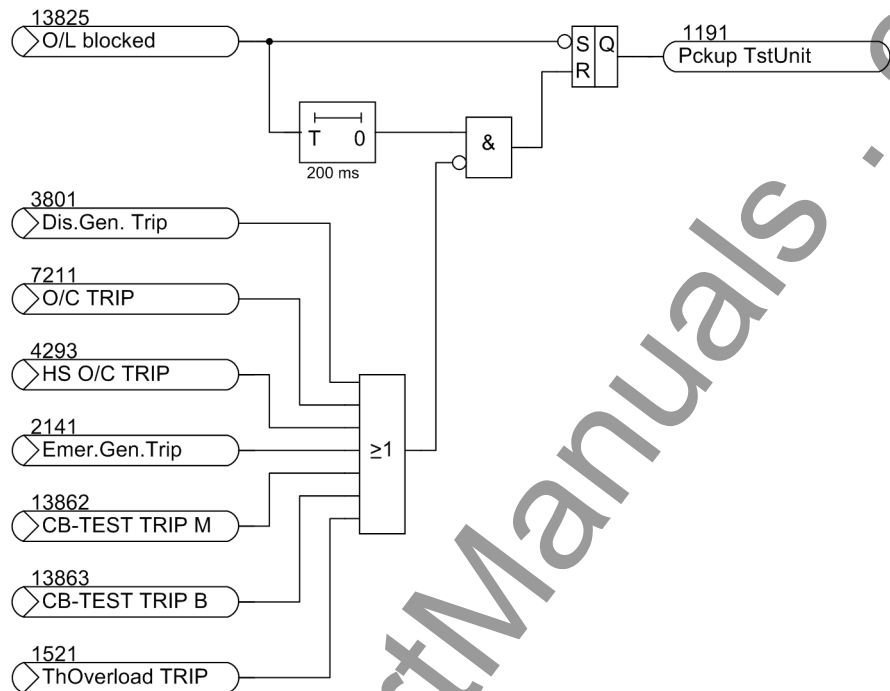 13825
O/L blocked
S Q
R
1191
Pckup TstUnit
T 0
200 ms
&
3801
Dis.Gen. Trip
7211
O/C TRIP
4293
HS O/C TRIP
2141
Emer.Gen.Trip
≥1
13862
CB-TEST TRIP M
13863
CB-TEST TRIP B
1521
ThOverload TRIP
stManuals .